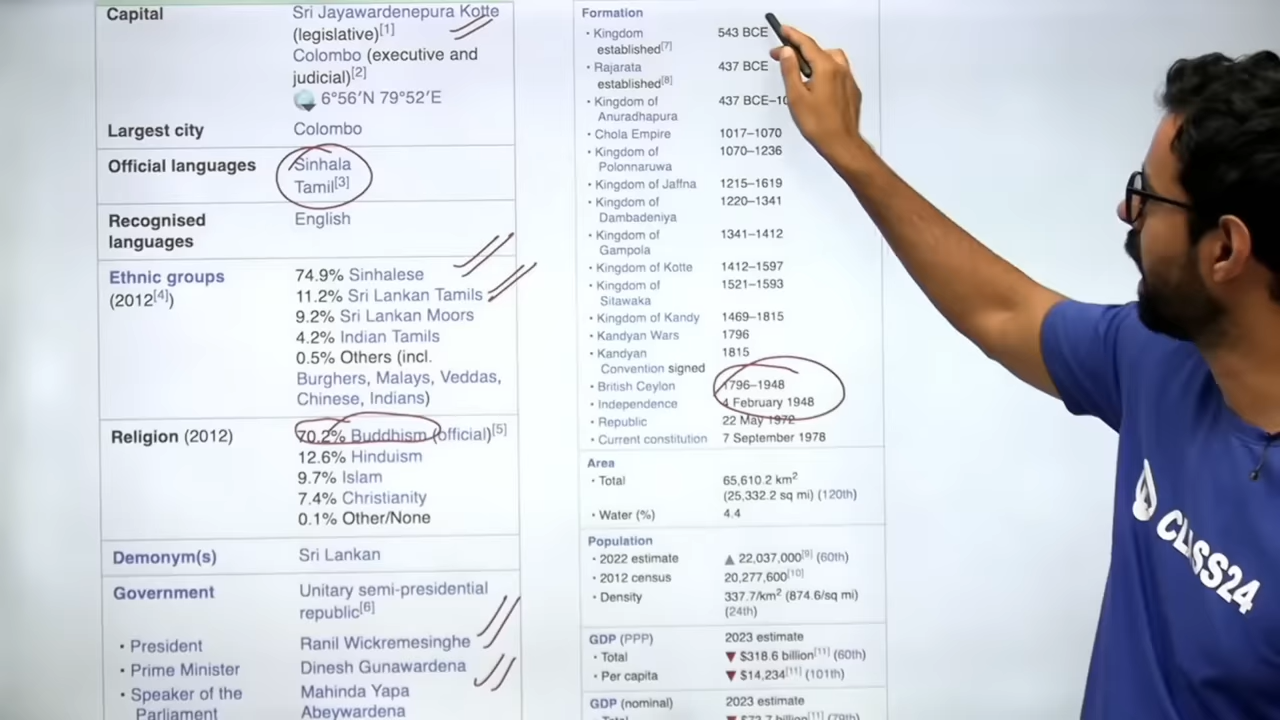 Capital
Sri Jayawardenepura Kotte
(legislative)[1]
Colombo (executive and
judicial)[2]
6°56′N 79°52′E
Largest city
Colombo
Official languages
Sinhala
Tamil[3]
Recognised
languages
English
Ethnic groups
(2012[4])
74.9% Sinhalese
11.2% Sri Lankan Tamils
9.2% Sri Lankan Moors
4.2% Indian Tamils
0.5% Others (incl.
Burghers, Malays, Veddas,
Chinese, Indians)
Religion (2012)
70.2% Buddhism (official)[5]
12.6% Hinduism
9.7% Islam
7.4% Christianity
0.1% Other/None
Demonym(s)
Sri Lankan
Government
Unitary semi-presidential
republic[6]
• President
Ranil Wickremesinghe
• Prime Minister
Dinesh Gunawardena
• Speaker of the
Parliament
Mahinda Yapa
Abeywardena
Formation
• Kingdom
established[7]
543 BCE
• Rajarata
established[8]
437 BCE
• Kingdom of
Anuradhapura
437 BCE–10
• Chola Empire
1017–1070
• Kingdom of
Polonnaruwa
1070–1236
• Kingdom of Jaffna
1215–1619
• Kingdom of
Dambadeniya
1220–1341
• Kingdom of
Gampola
1341–1412
• Kingdom of Kotte
1412–1597
• Kingdom of
Sitawaka
1521–1593
• Kingdom of Kandy
1469–1815
• Kandyan Wars
1796
• Kandyan
Convention signed
1815
• British Ceylon
1796–1948
• Independence
4 February 1948
• Republic
22 May 1972
• Current constitution
7 September 1978
Area
• Total
65,610.2 km2
(25,332.2 sq mi) (120th)
• Water (%)
4.4
Population
• 2022 estimate
▲ 22,037,000[9] (60th)
• 2012 census
20,277,600[10]
• Density
337.7/km2 (874.6/sq mi)
(24th)
GDP (PPP)
2023 estimate
• Total
▼ $318.6 billion[11] (60th)
• Per capita
▼ $14,234[11] (101th)
GDP (nominal)
2023 estimate
CLASS24